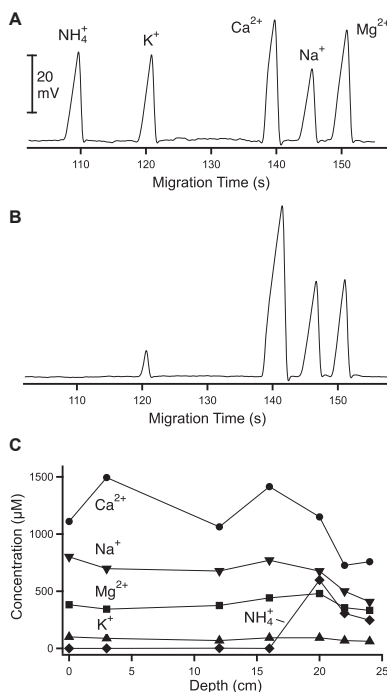 A
NH₄⁺
K⁺
Ca²⁺
Na⁺
Mg²⁺
20
mV
110 120 130 140 150
Migration Time (s)
B
110 120 130 140 150
Migration Time (s)
C
1500
1000
500
0
Concentration (µM)
Ca²⁺
Na⁺
Mg²⁺
K⁺
NH₄⁺
0 5 10 15 20 25
Depth (cm)